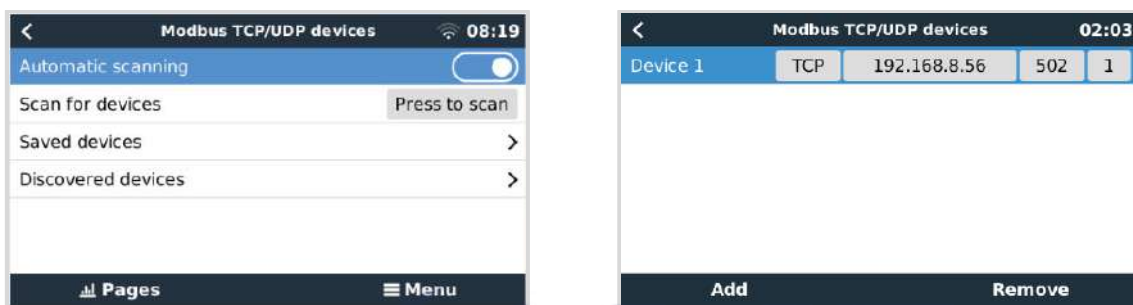 Modbus TCP/UDP devices 08:19
Automatic scanning
Scan for devices Press to scan
Saved devices
Discovered devices
Pages Menu
Modbus TCP/UDP devices 02:03
Device 1 TCP 192.168.8.56 502 1
Add Remove